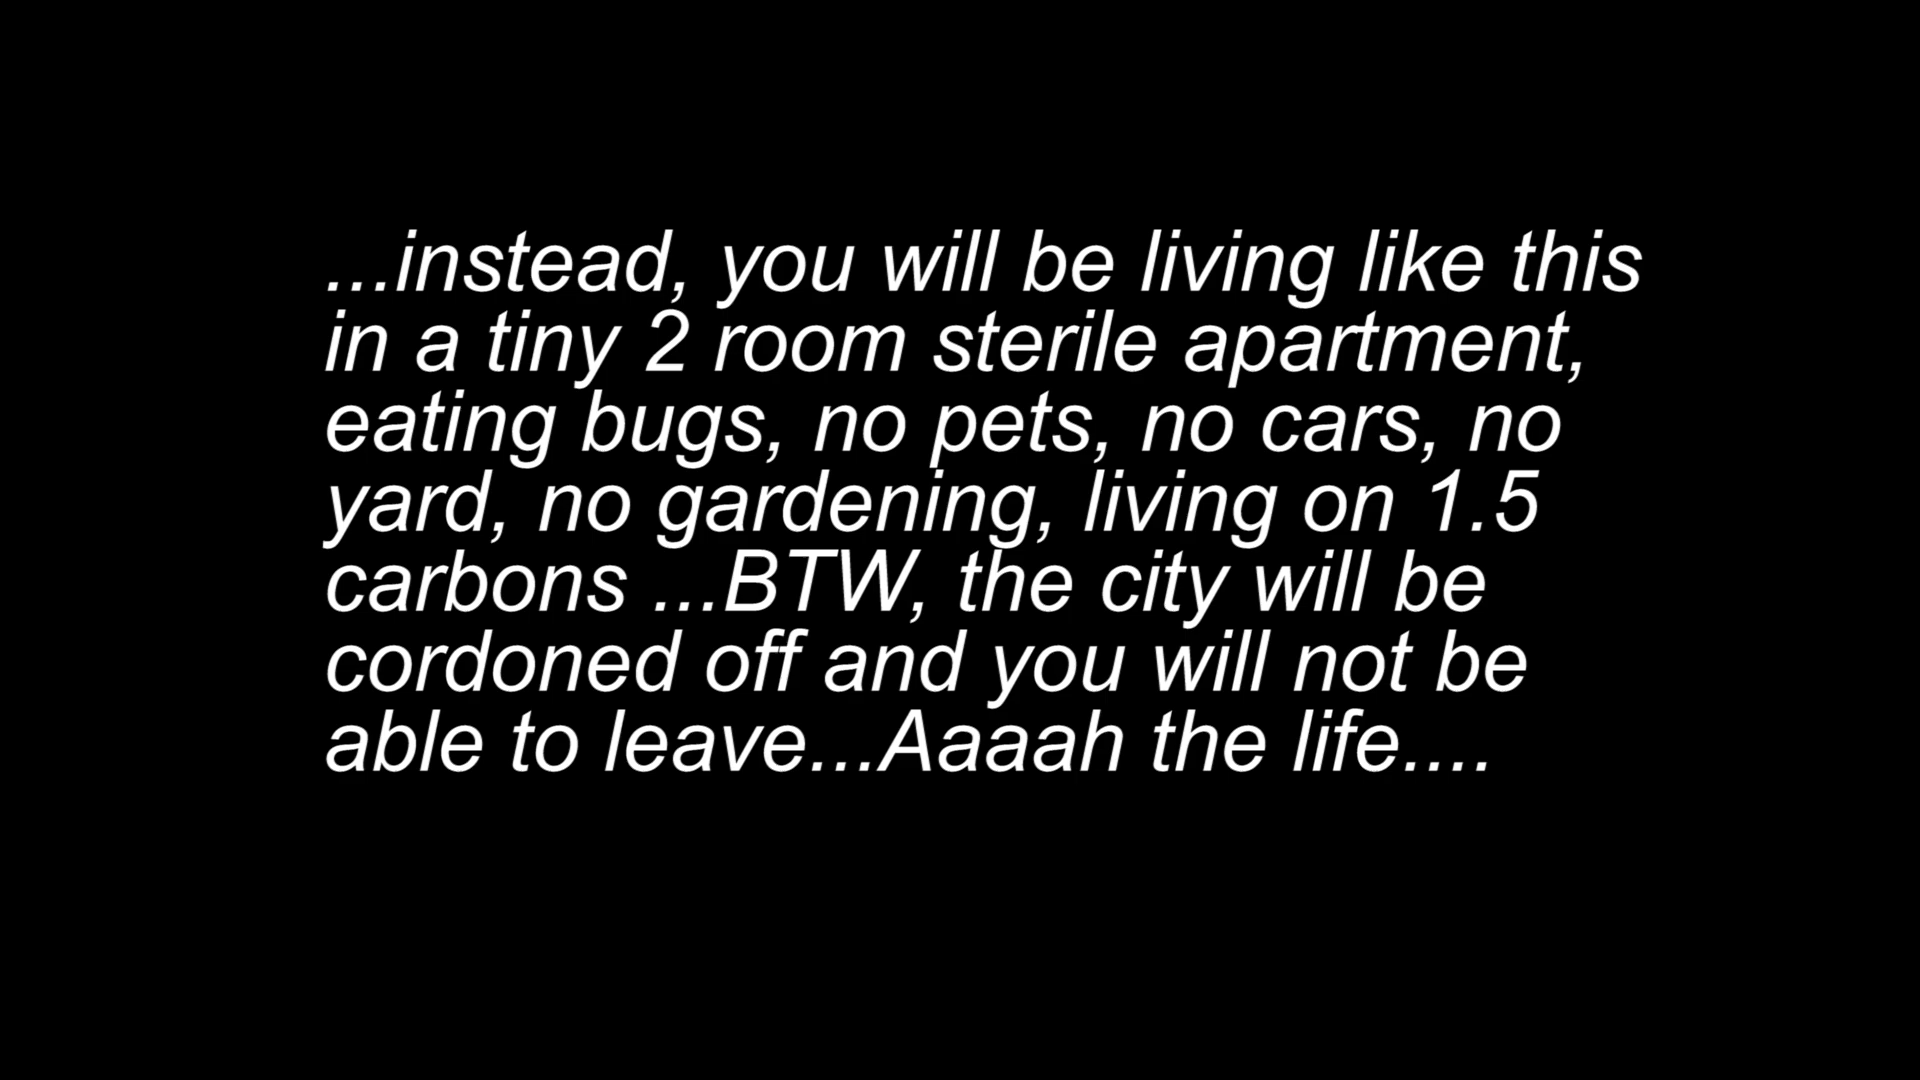 ...instead, you will be living like this
in a tiny 2 room sterile apartment,
eating bugs, no pets, no cars, no
yard, no gardening, living on 1.5
carbons ...BTW, the city will be
cordoned off and you will not be
able to leave...Aaaah the life....